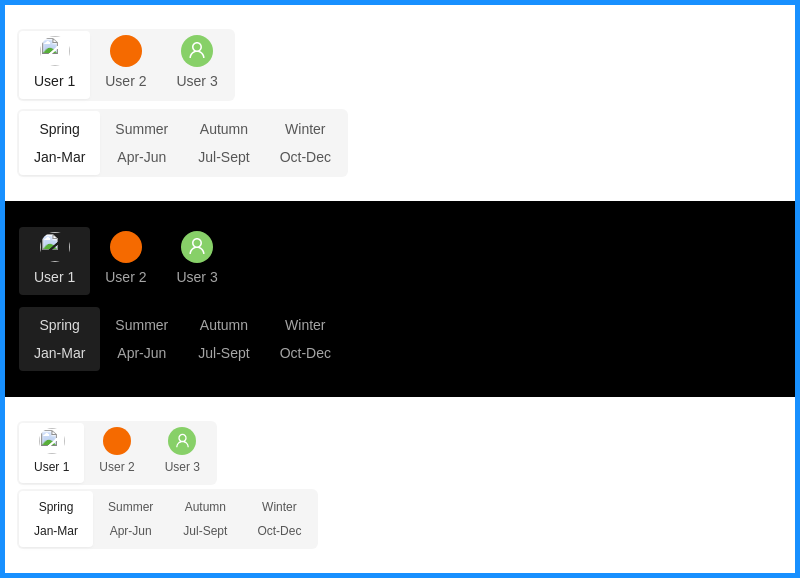 User 1 User 2 User 3
Spring Summer Autumn Winter
Jan-Mar Apr-Jun Jul-Sept Oct-Dec
User 1 User 2 User 3
Spring Summer Autumn Winter
Jan-Mar Apr-Jun Jul-Sept Oct-Dec
User 1 User 2 User 3
Spring Summer Autumn Winter
Jan-Mar Apr-Jun Jul-Sept Oct-Dec